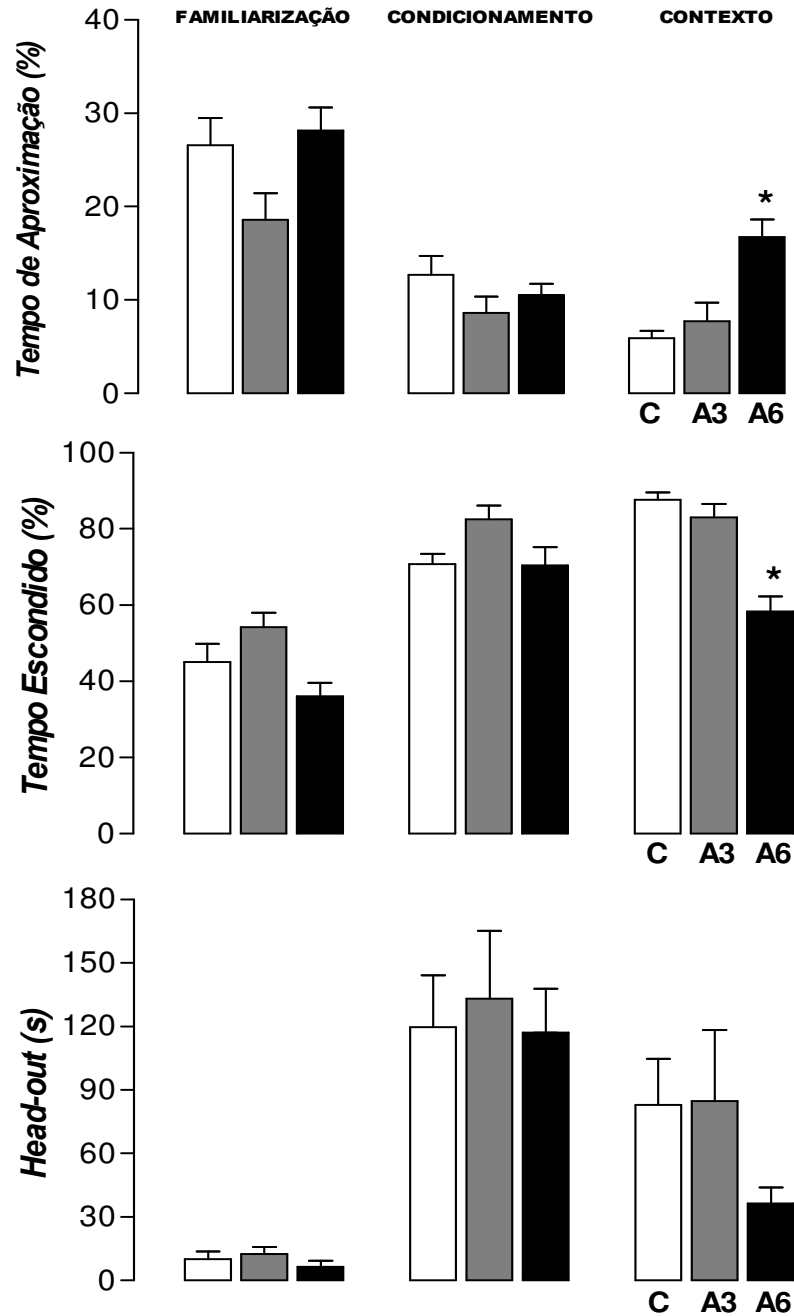 FAMILIARIZAÇÃO CONDICIONAMENTO CONTEXTO
Tempo de Aproximação (%)
40
30
20
10
0
*
C A3 A6
Tempo Escondido (%)
100
80
60
40
20
0
*
C A3 A6
Head-out (s)
180
150
120
90
60
30
0
C A3 A6